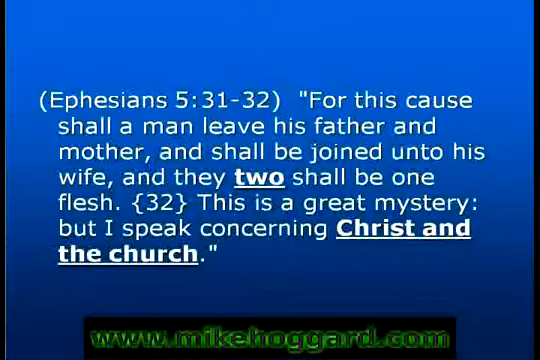 (Ephesians 5:31-32) "For this cause
shall a man leave his father and
mother, and shall be joined unto his
wife, and they two shall be one
flesh. {32} This is a great mystery:
but I speak concerning Christ and
the church."
www.mikehoggard.com